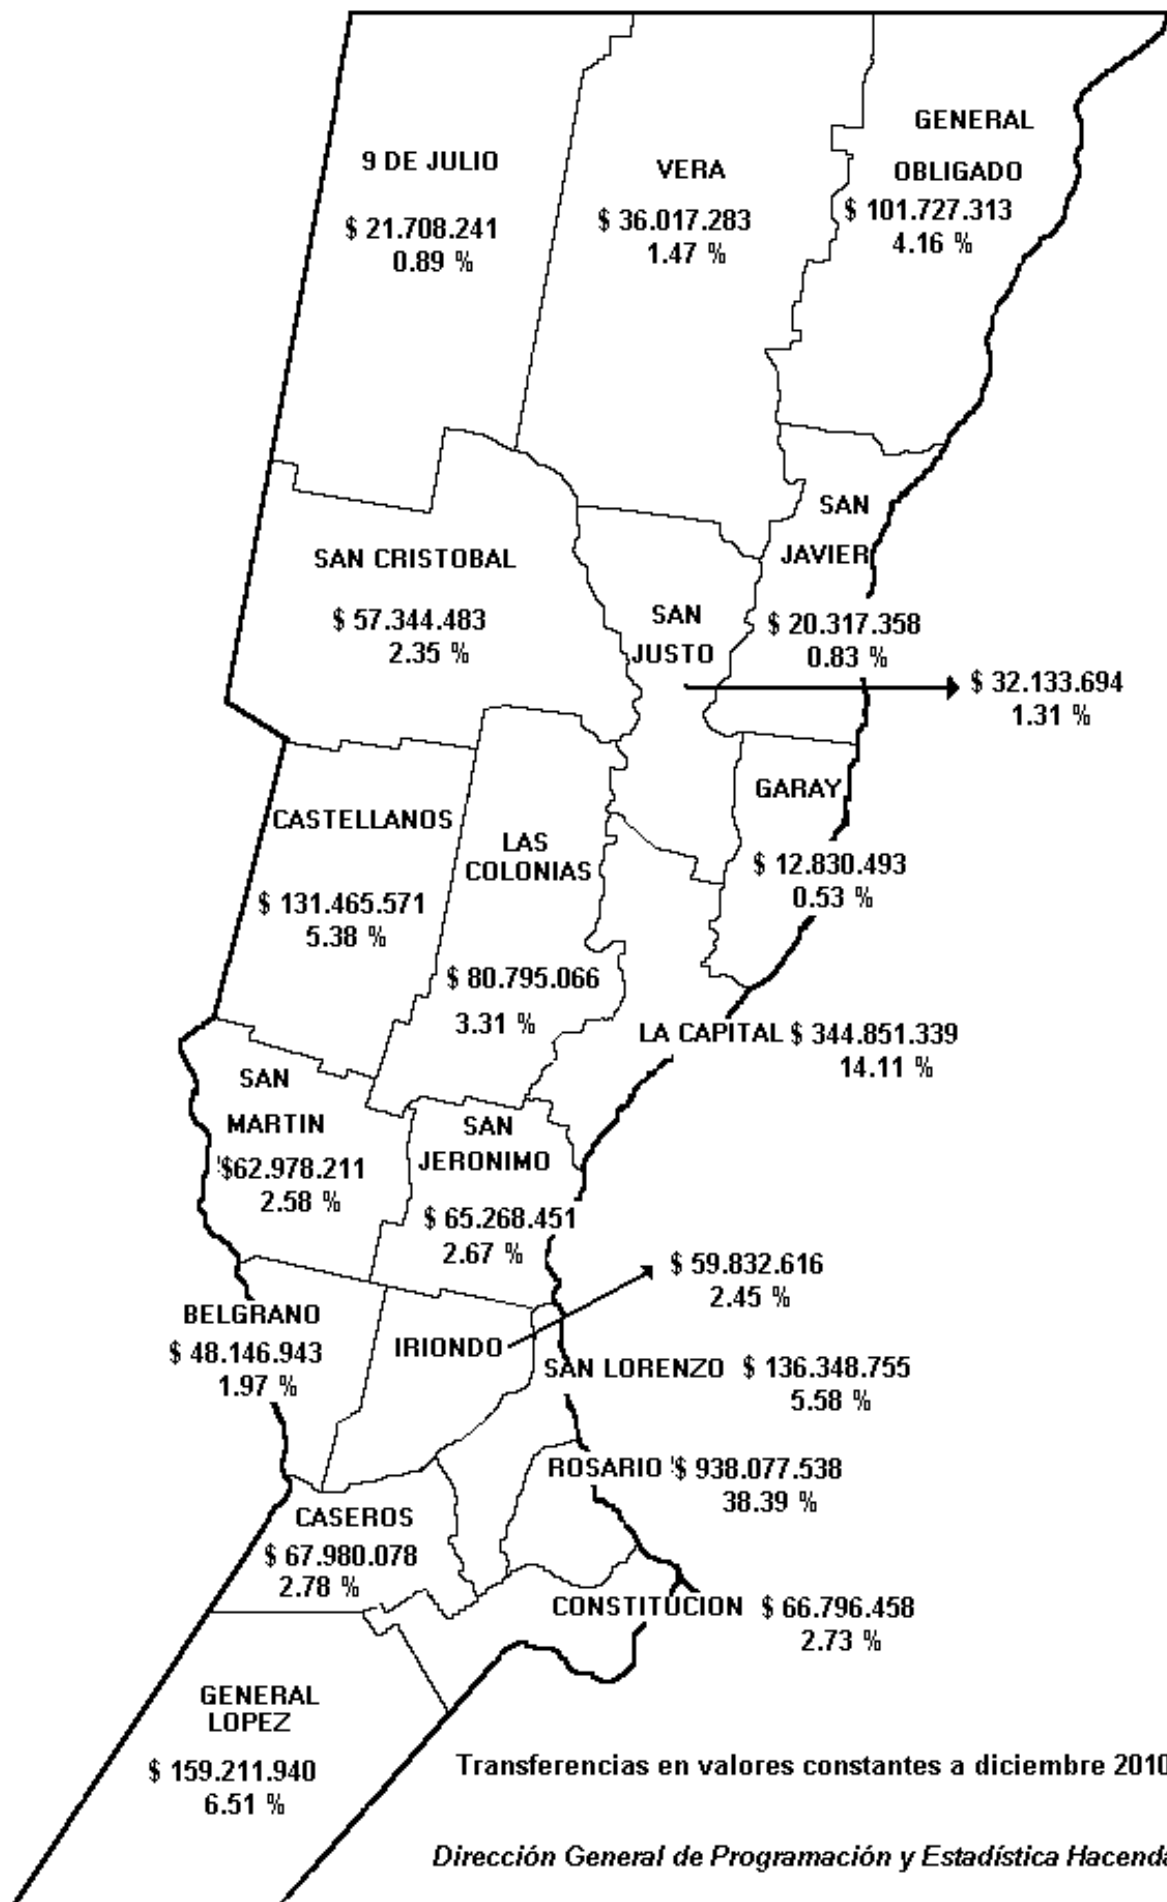 9 DE JULIO
$ 21.708.241
0.89 %
VERA
$ 36.017.283
1.47 %
GENERAL
OBLIGADO
$ 101.727.313
4.16 %
SAN CRISTOBAL
$ 57.344.483
2.35 %
SAN
JUSTO
$ 32.133.694
1.31 %
SAN
JAVIER
$ 20.317.358
0.83 %
CASTELLANOS
$ 131.465.571
5.38 %
LAS
COLONIAS
$ 80.795.066
3.31 %
GARAY
$ 12.830.493
0.53 %
LA CAPITAL $ 344.851.339
14.11 %
SAN
MARTIN
$62.978.211
2.58 %
SAN
JERONIMO
$ 65.268.451
2.67 %
BELGRANO
$ 48.146.943
1.97 %
IRIONDO
$ 59.832.616
2.45 %
SAN LORENZO $ 136.348.755
5.58 %
ROSARIO $ 938.077.538
38.39 %
CASEROS
$ 67.980.078
2.78 %
CONSTITUCION $ 66.796.458
2.73 %
GENERAL
LOPEZ
$ 159.211.940
6.51 %
Transferencias en valores constantes a diciembre 2010
Dirección General de Programación y Estadística Hacenda